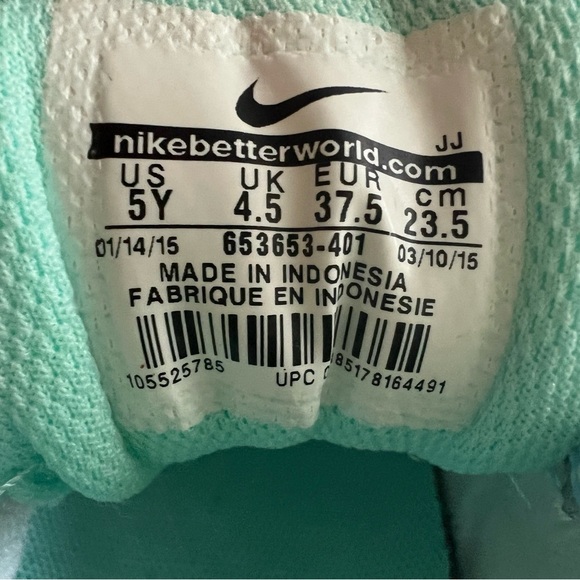 nikebetterworld.com JJ
US UK EUR cm
5Y 4.5 37.5 23.5
01/14/15 653653-401 03/10/15
MADE IN INDONESIA
FABRIQUE EN INDONESIE
105525785 UPC 85178164491